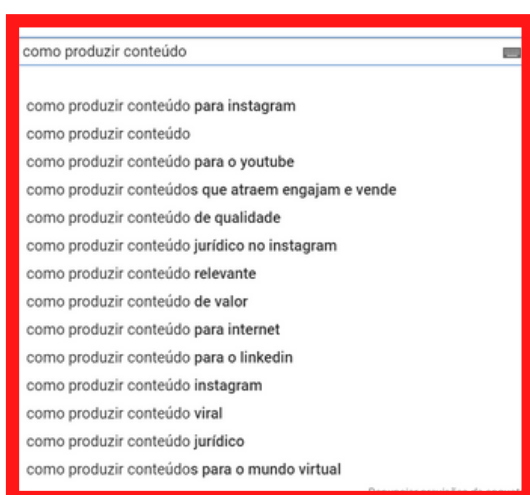 como produzir conteúdo
como produzir conteúdo para instagram
como produzir conteúdo
como produzir conteúdo para o youtube
como produzir conteúdos que atraem engajam e vende
como produzir conteúdo de qualidade
como produzir conteúdo jurídico no instagram
como produzir conteúdo relevante
como produzir conteúdo de valor
como produzir conteúdo para internet
como produzir conteúdo para o linkedin
como produzir conteúdo instagram
como produzir conteúdo viral
como produzir conteúdo jurídico
como produzir conteúdos para o mundo virtual